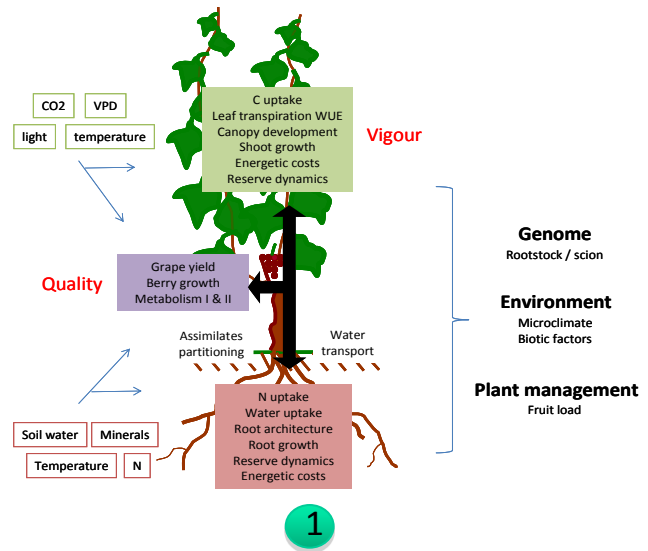 CO2
VPD
light
temperature
C uptake
Leaf transpiration WUE
Canopy development
Shoot growth
Energetic costs
Reserve dynamics
Vigour
Quality
Grape yield
Berry growth
Metabolism I & II
Genome
Rootstock / scion
Environment
Microclimate
Biotic factors
Plant management
Fruit load
Assimilates
partitioning
Water
transport
Soil water
Minerals
Temperature
N
N uptake
Water uptake
Root architecture
Root growth
Reserve dynamics
Energetic costs
1